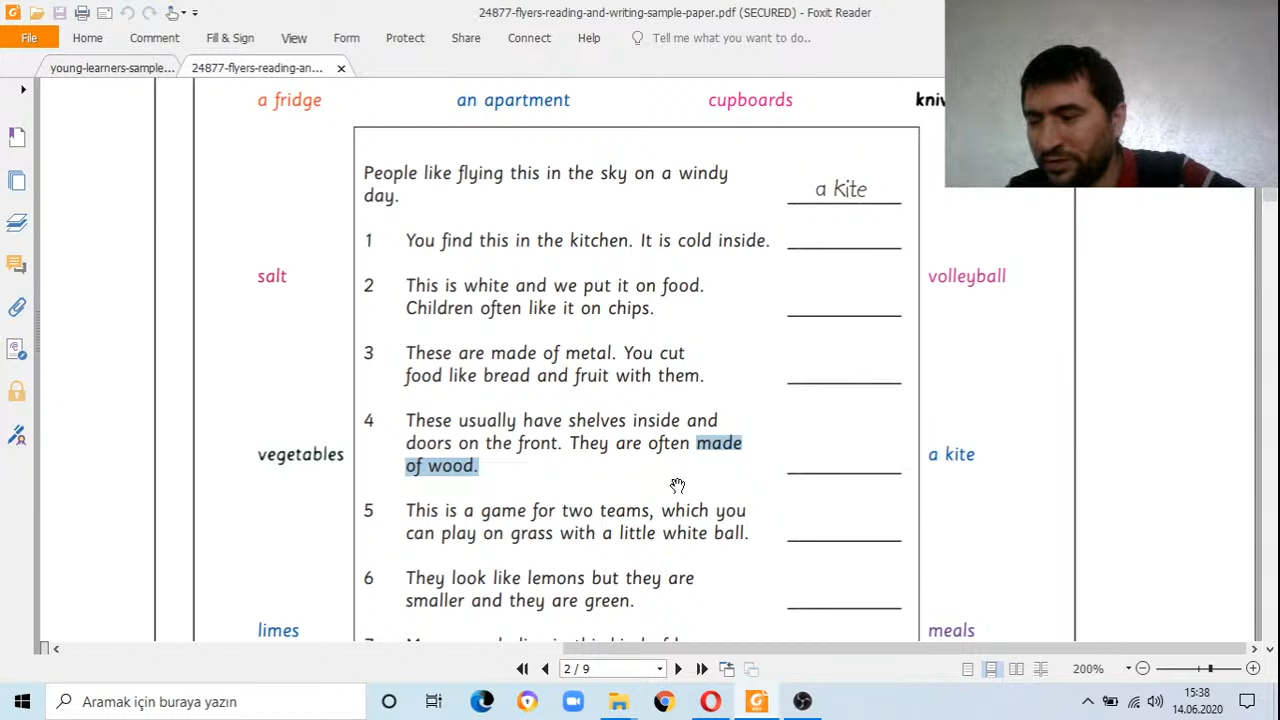 24877-flyers-reading-and-writing-sample-paper.pdf (SECURED) - Foxit Reader
File Home Comment Fill & Sign View Form Protect Share Connect Help Tell me what you want to do..
young-learners-sample... 24877-flyers-reading-an...
a fridge an apartment cupboards
People like flying this in the sky on a windy
day. a kite
1 You find this in the kitchen. It is cold inside.
salt
2 This is white and we put it on food.
Children often like it on chips.
volleyball
3 These are made of metal. You cut
food like bread and fruit with them.
4 These usually have shelves inside and
doors on the front. They are often made
of wood.
vegetables
a kite
5 This is a game for two teams, which you
can play on grass with a little white ball.
6 They look like lemons but they are
smaller and they are green.
limes
meals
2 / 9
200%
Aramak için buraya yazın
15:38
14.06.2020